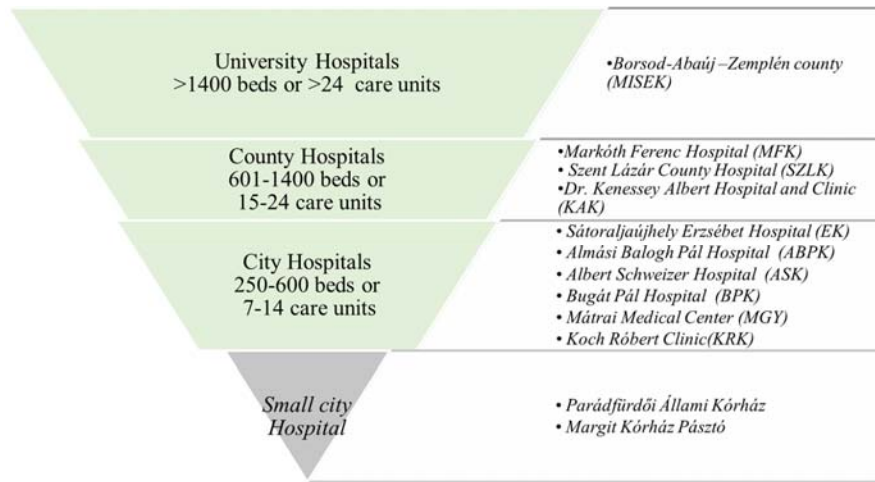 University Hospitals
>1400 beds or >24 care units
•Borsod-Abaúj –Zemplén county
(MISEK)
County Hospitals
601-1400 beds or
15-24 care units
•Markóth Ferenc Hospital (MFK)
• Szent Lázár County Hospital (SZLK)
•Dr. Kenessey Albert Hospital and Clinic
(KAK)
City Hospitals
250-600 beds or
7-14 care units
• Sátoraljaújhely Erzsébet Hospital (EK)
• Almási Balogh Pál Hospital (ABPK)
• Albert Schweizer Hospital (ASK)
• Bugát Pál Hospital (BPK)
• Mátrai Medical Center (MGY)
• Koch Róbert Clinic(KRK)
Small city
Hospital
• Parádfürdői Állami Kórház
• Margit Kórház Pásztó